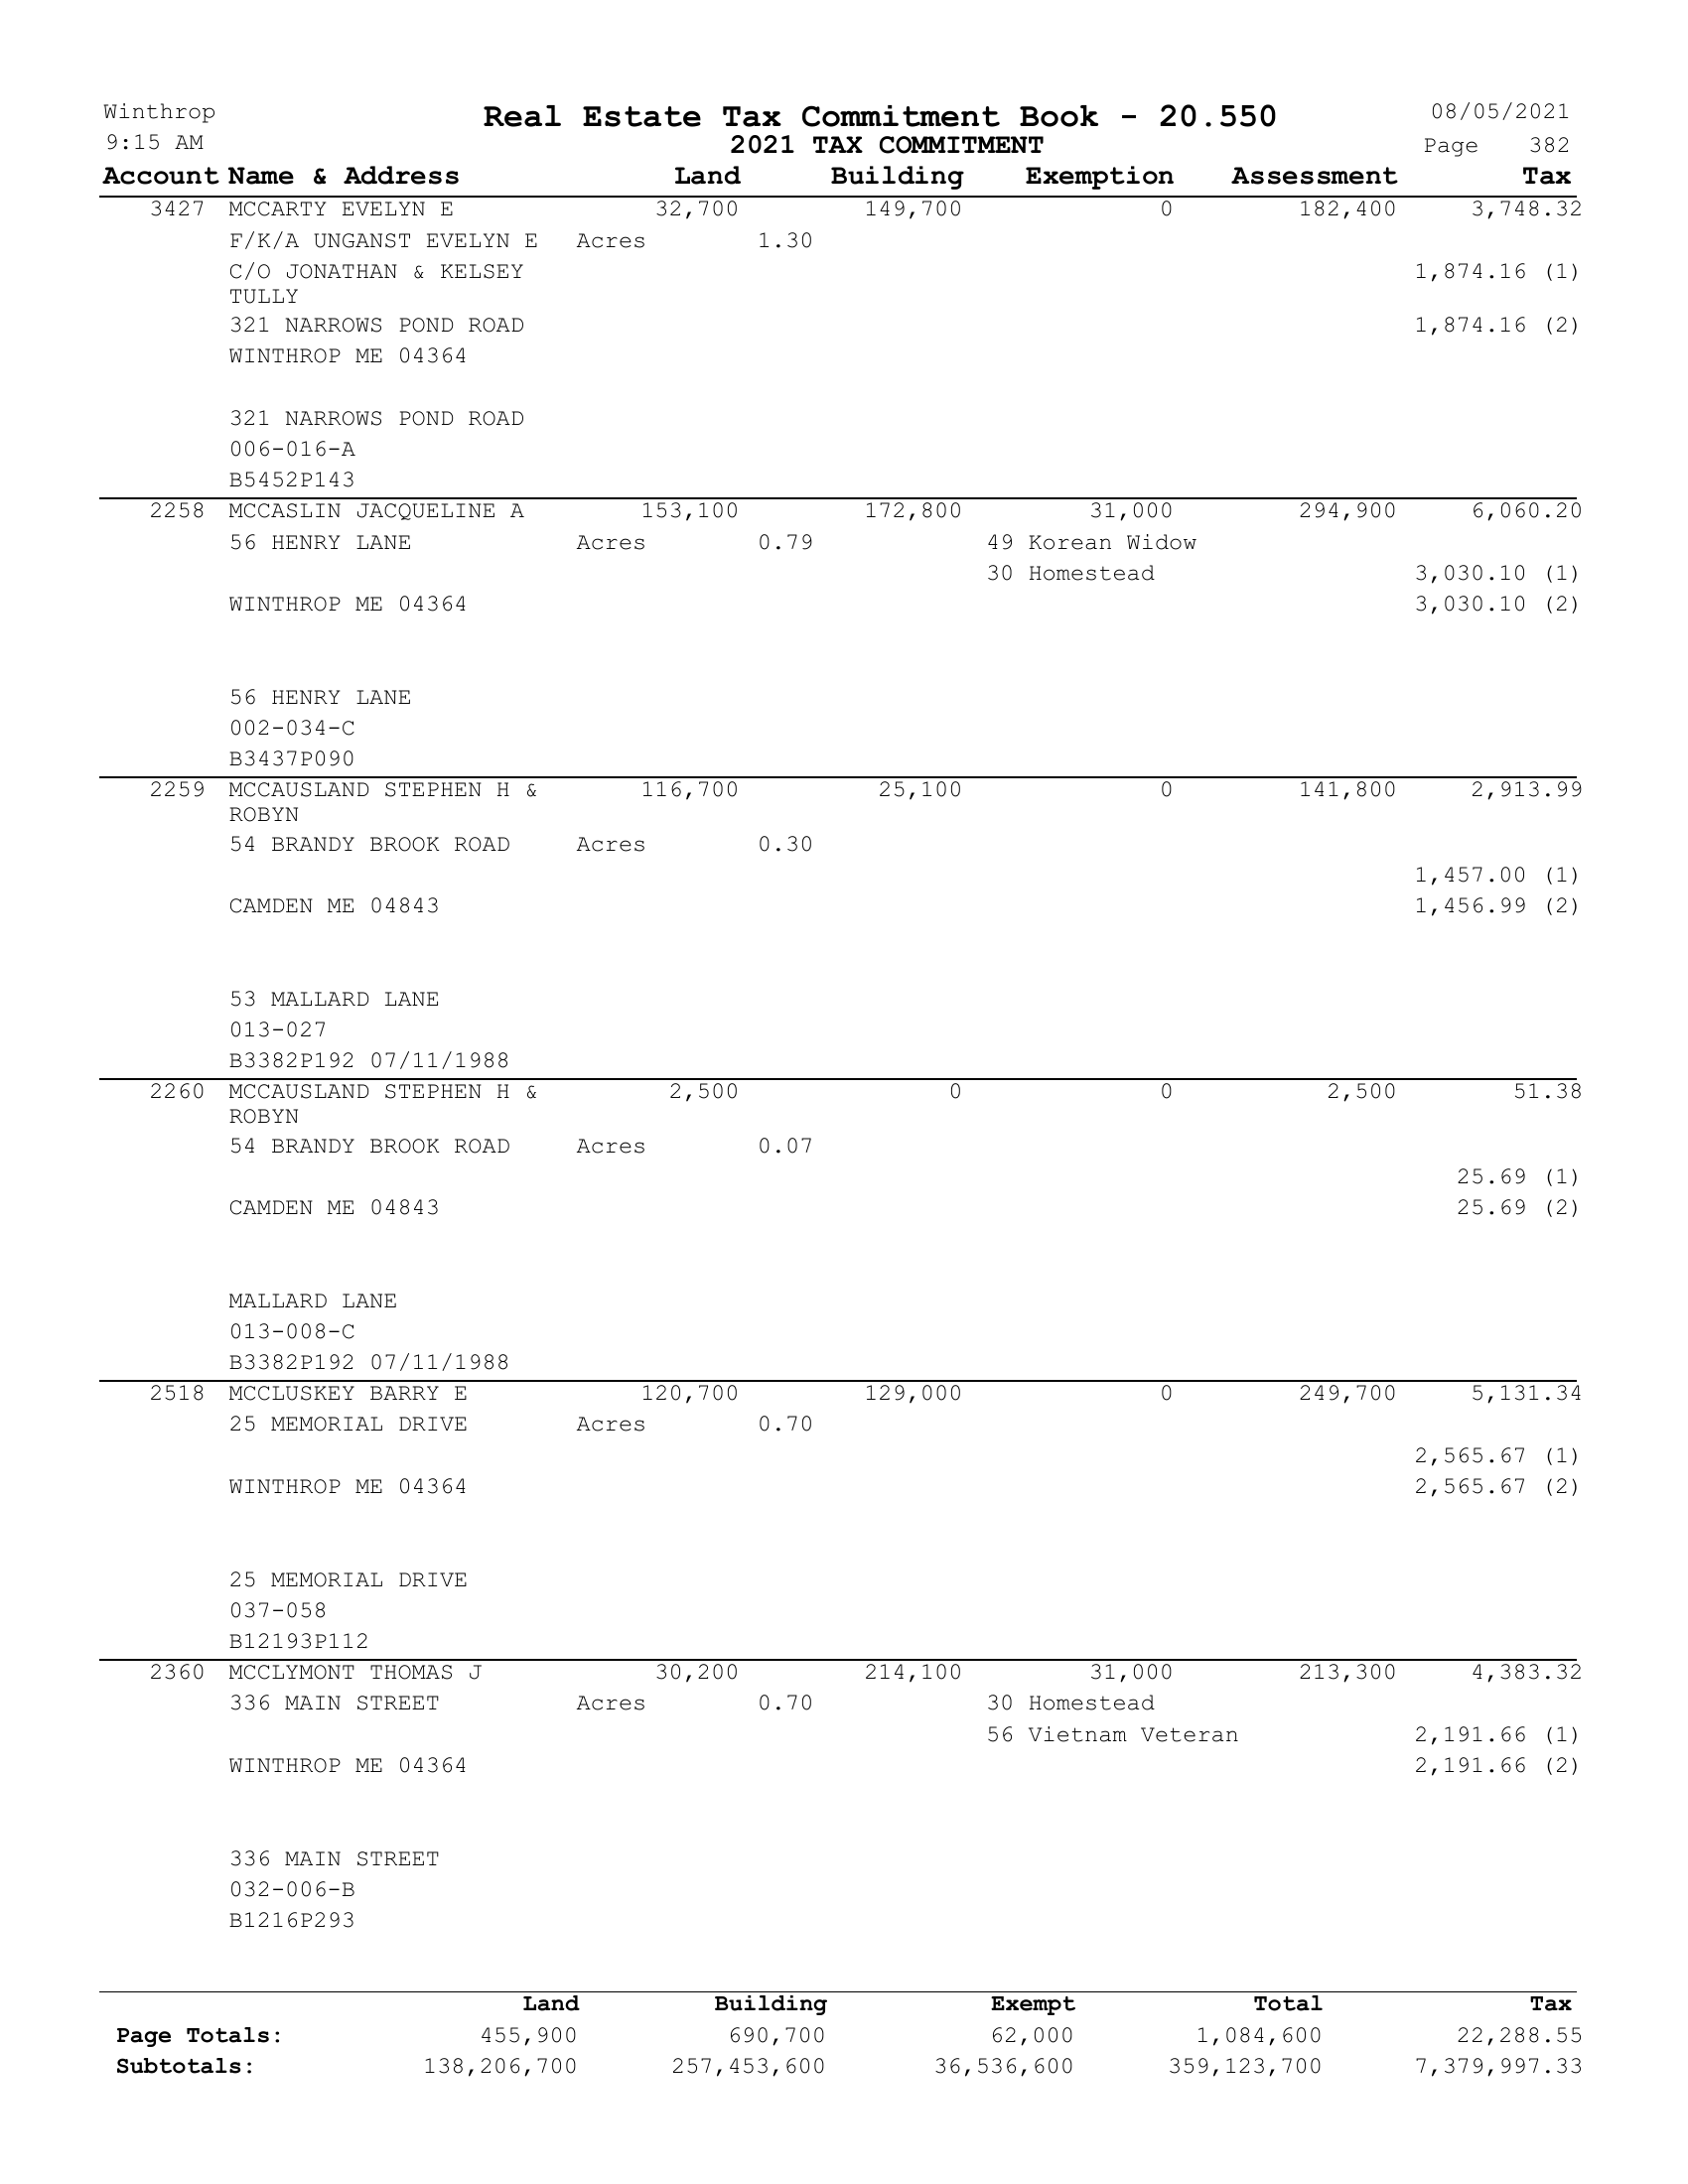 Winthrop Real Estate Tax Commitment Book - 20.550 08/05/2021
9:15 AM 2021 TAX COMMITMENT Page 382
Account Name & Address Land Building Exemption Assessment Tax
3427 MCCARTY EVELYN E 32,700 149,700 0 182,400 3,748.32
F/K/A UNGANST EVELYN E Acres 1.30
C/O JONATHAN & KELSEY 1,874.16 (1)
TULLY
321 NARROWS POND ROAD 1,874.16 (2)
WINTHROP ME 04364
321 NARROWS POND ROAD
006-016-A
B5452P143
2258 MCCASLIN JACQUELINE A 153,100 172,800 31,000 294,900 6,060.20
56 HENRY LANE Acres 0.79 49 Korean Widow
30 Homestead 3,030.10 (1)
WINTHROP ME 04364 3,030.10 (2)
56 HENRY LANE
002-034-C
B3437P090
2259 MCCAUSLAND STEPHEN H & 116,700 25,100 0 141,800 2,913.99
ROBYN
54 BRANDY BROOK ROAD Acres 0.30
1,457.00 (1)
CAMDEN ME 04843 1,456.99 (2)
53 MALLARD LANE
013-027
B3382P192 07/11/1988
2260 MCCAUSLAND STEPHEN H & 2,500 0 0 2,500 51.38
ROBYN
54 BRANDY BROOK ROAD Acres 0.07
25.69 (1)
CAMDEN ME 04843 25.69 (2)
MALLARD LANE
013-008-C
B3382P192 07/11/1988
2518 MCCLUSKEY BARRY E 120,700 129,000 0 249,700 5,131.34
25 MEMORIAL DRIVE Acres 0.70
2,565.67 (1)
WINTHROP ME 04364 2,565.67 (2)
25 MEMORIAL DRIVE
037-058
B12193P112
2360 MCCLYMONT THOMAS J 30,200 214,100 31,000 213,300 4,383.32
336 MAIN STREET Acres 0.70 30 Homestead
56 Vietnam Veteran 2,191.66 (1)
WINTHROP ME 04364 2,191.66 (2)
336 MAIN STREET
032-006-B
B1216P293
Land Building Exempt Total Tax
Page Totals: 455,900 690,700 62,000 1,084,600 22,288.55
Subtotals: 138,206,700 257,453,600 36,536,600 359,123,700 7,379,997.33